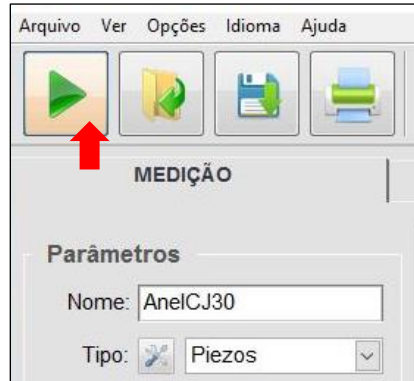 Arquivo Ver Opções Idioma Ajuda
MEDIÇÃO
Parâmetros
Nome: AnelCJ30
Tipo: Piezos